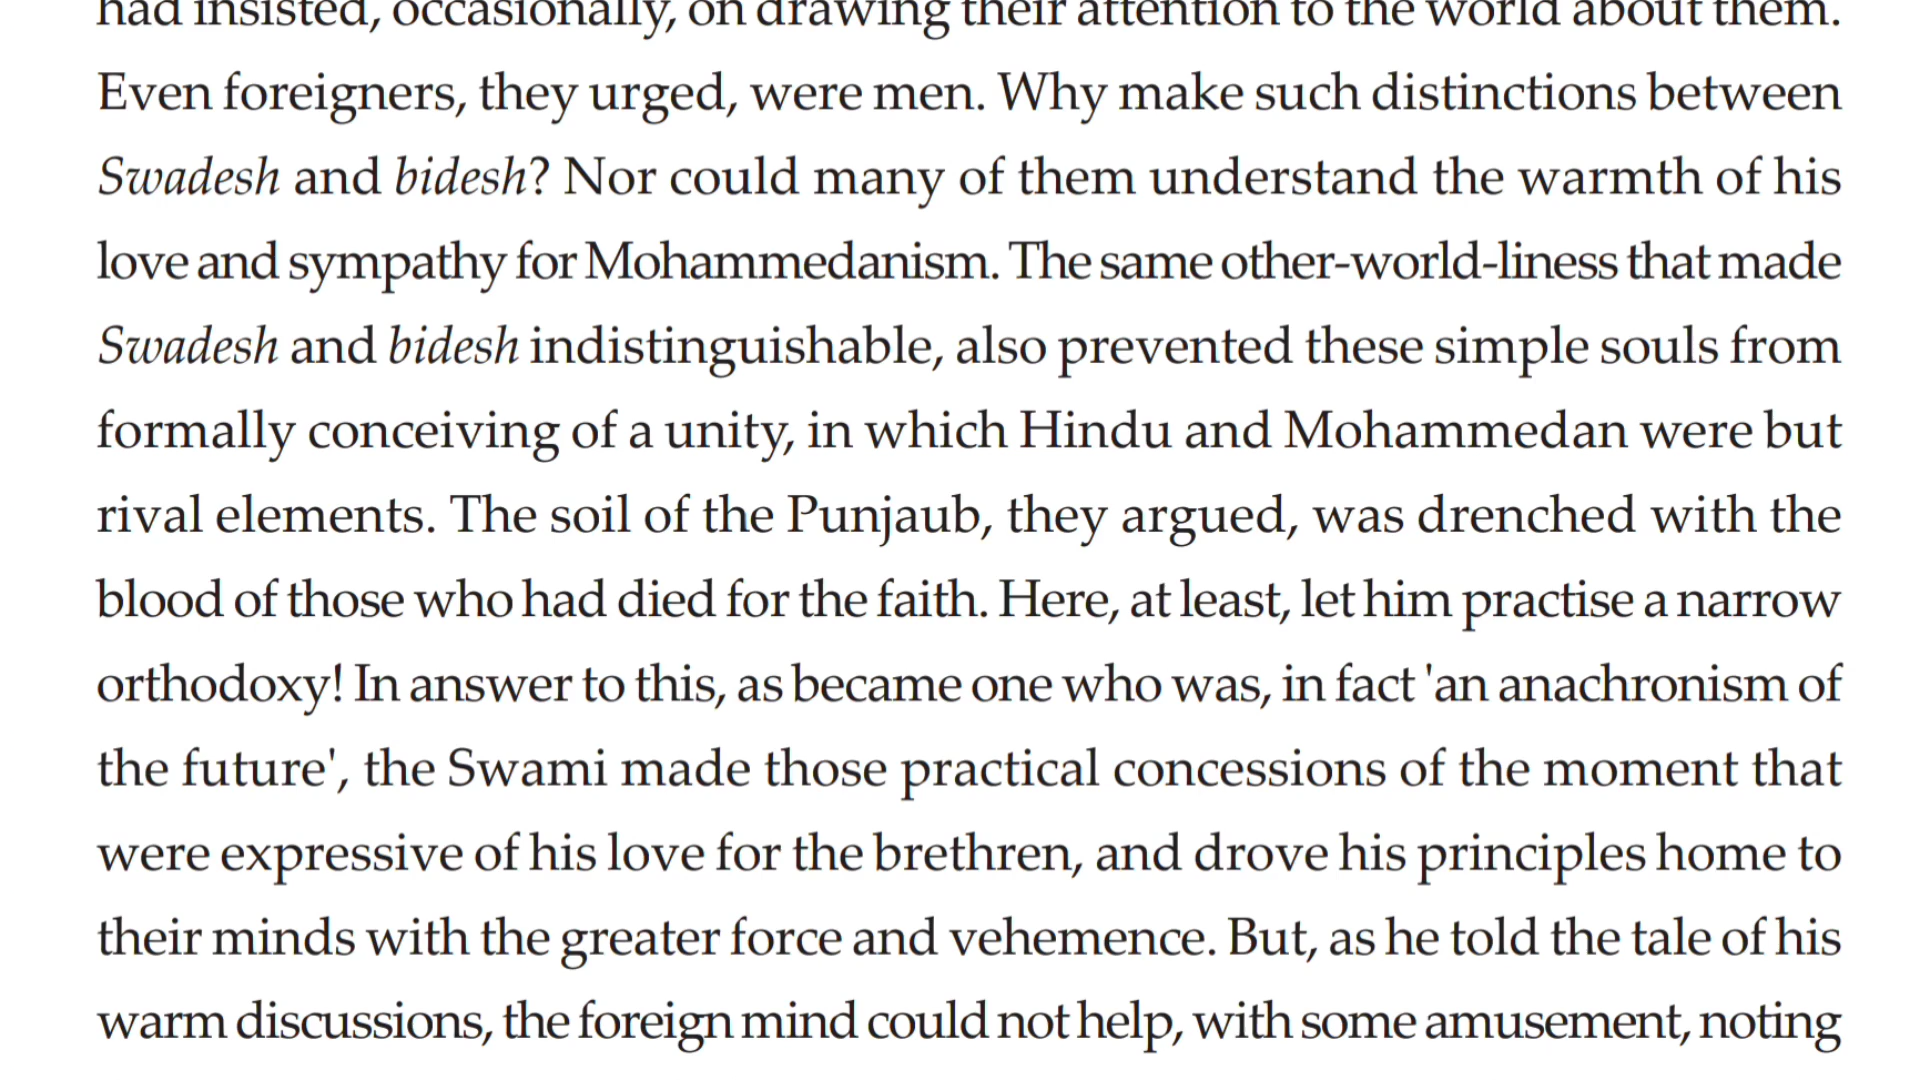 had insisted, occasionally, on drawing their attention to the world about them.
Even foreigners, they urged, were men. Why make such distinctions between
Swadesh and bidesh? Nor could many of them understand the warmth of his
love and sympathy for Mohammedanism. The same other-world-liness that made
Swadesh and bidesh indistinguishable, also prevented these simple souls from
formally conceiving of a unity, in which Hindu and Mohammedan were but
rival elements. The soil of the Punjaub, they argued, was drenched with the
blood of those who had died for the faith. Here, at least, let him practise a narrow
orthodoxy! In answer to this, as became one who was, in fact 'an anachronism of
the future', the Swami made those practical concessions of the moment that
were expressive of his love for the brethren, and drove his principles home to
their minds with the greater force and vehemence. But, as he told the tale of his
warm discussions, the foreign mind could not help, with some amusement, noting